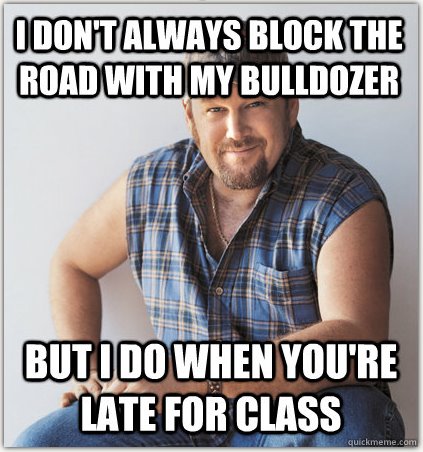 I DON'T ALWAYS BLOCK THE
ROAD WITH MY BULLDOZER
BUT I DO WHEN YOU'RE
LATE FOR CLASS
quickmeme.com